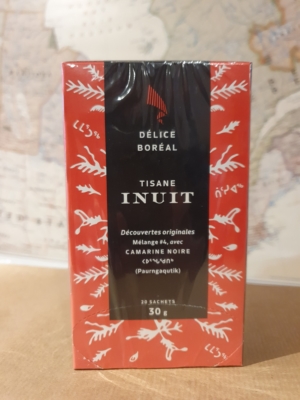 DÉLICE
BORÉAL
TISANE
INUIT
Découvertes originales
Mélange #4, avec
CAMARINE NOIRE
(Paurngaqutik)
20 SACHETS
30 g